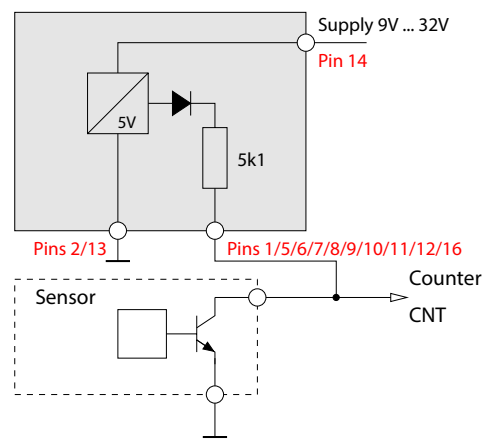 Supply 9V ... 32V
Pin 14
5V
5k1
Pins 2/13
Pins 1/5/6/7/8/9/10/11/12/16
Sensor
Counter
CNT